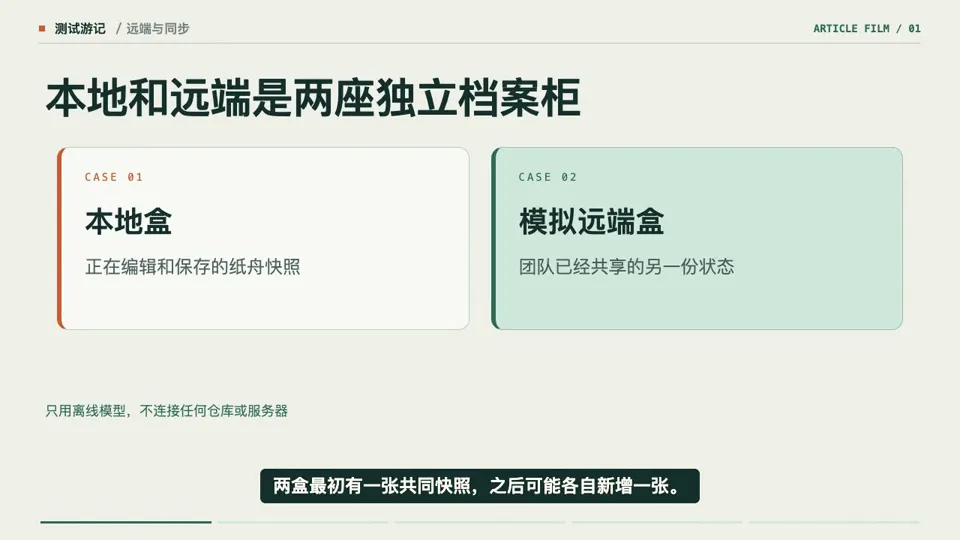 测试游记 / 远端与同步
ARTICLE FILM / 01
本地和远端是两座独立档案柜
CASE 01
本地盒
正在编辑和保存的纸舟快照
CASE 02
模拟远端盒
团队已经共享的另一份状态
只用离线模型，不连接任何仓库或服务器
两盒最初有一张共同快照，之后可能各自新增一张。